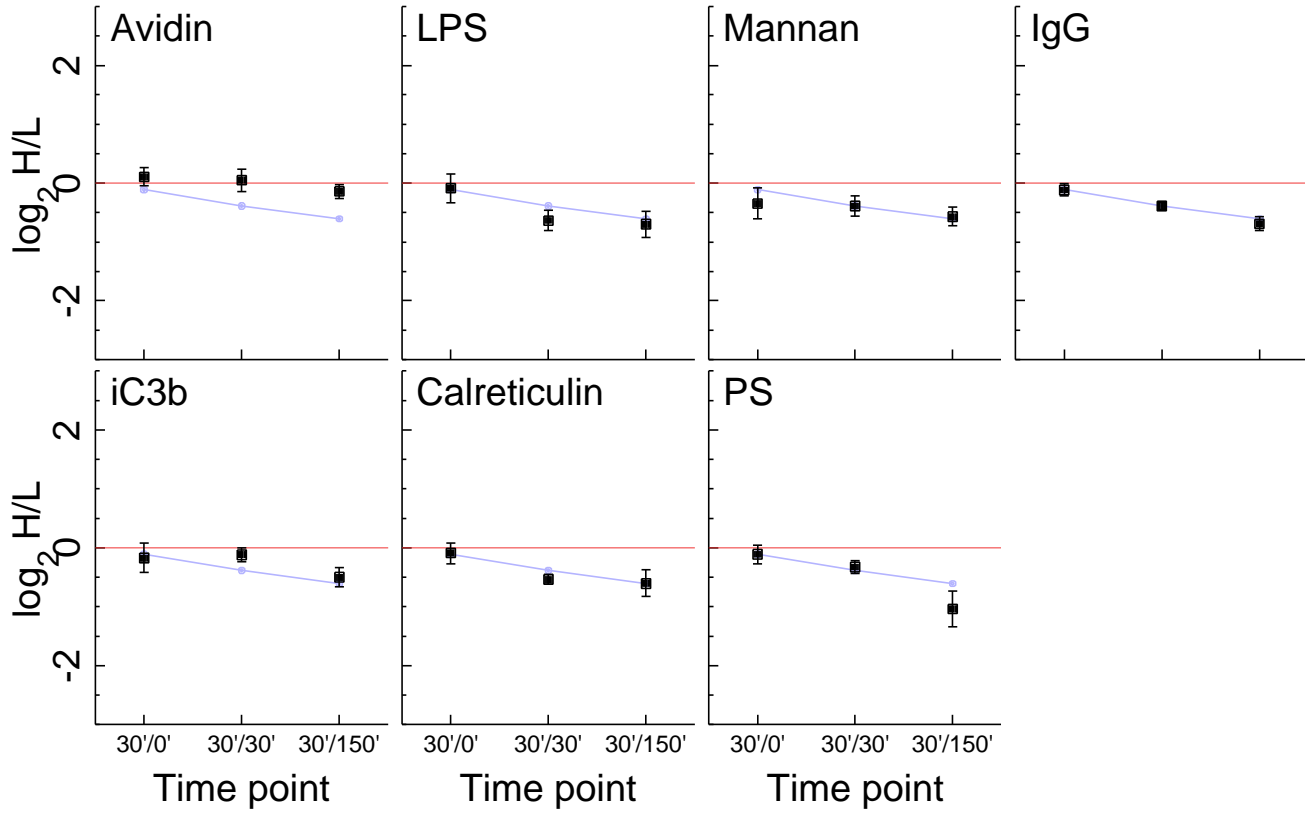 Avidin LPS Mannan IgG
2
0
-2
log2 H/L
iC3b Calreticulin PS
2
0
-2
log2 H/L
30'/0' 30'/30' 30'/150' 30'/0' 30'/30' 30'/150' 30'/0' 30'/30' 30'/150'
Time point Time point Time point